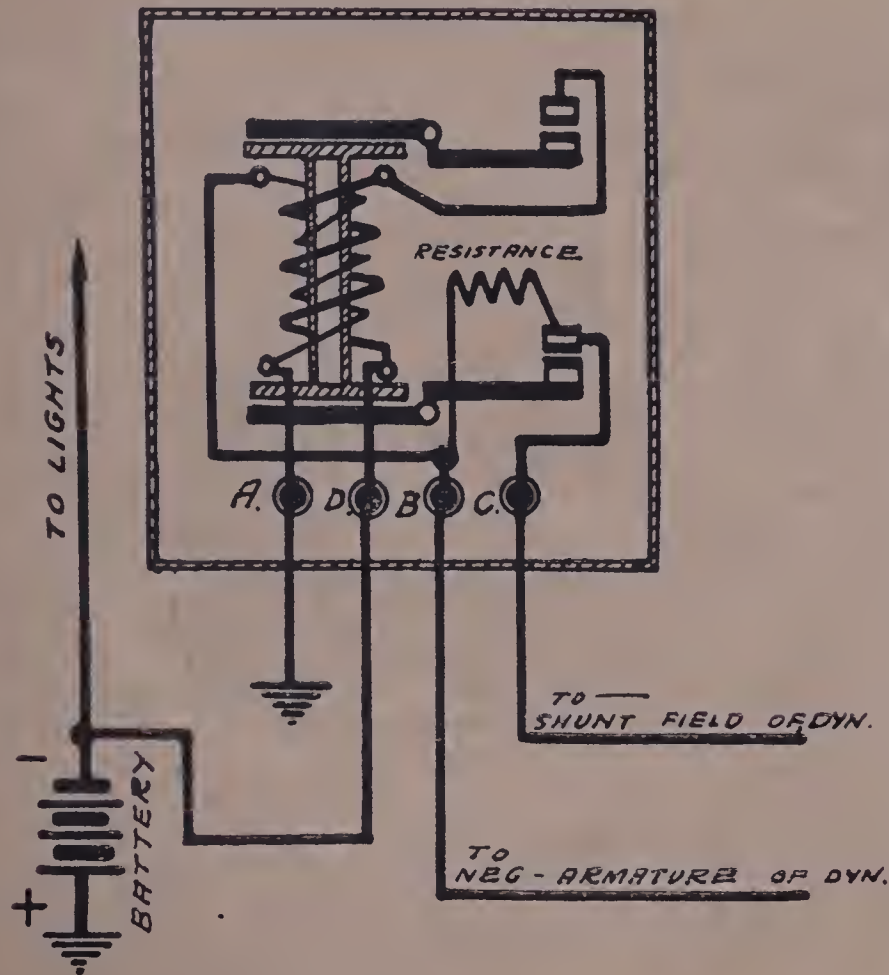 RESISTANCE.
TO LIGHTS
A. D. B C.
TO —
SHUNT FIELD OF DYN.
- 
BATTERY
+
TO
NEG - ARMATURE OF DYN.